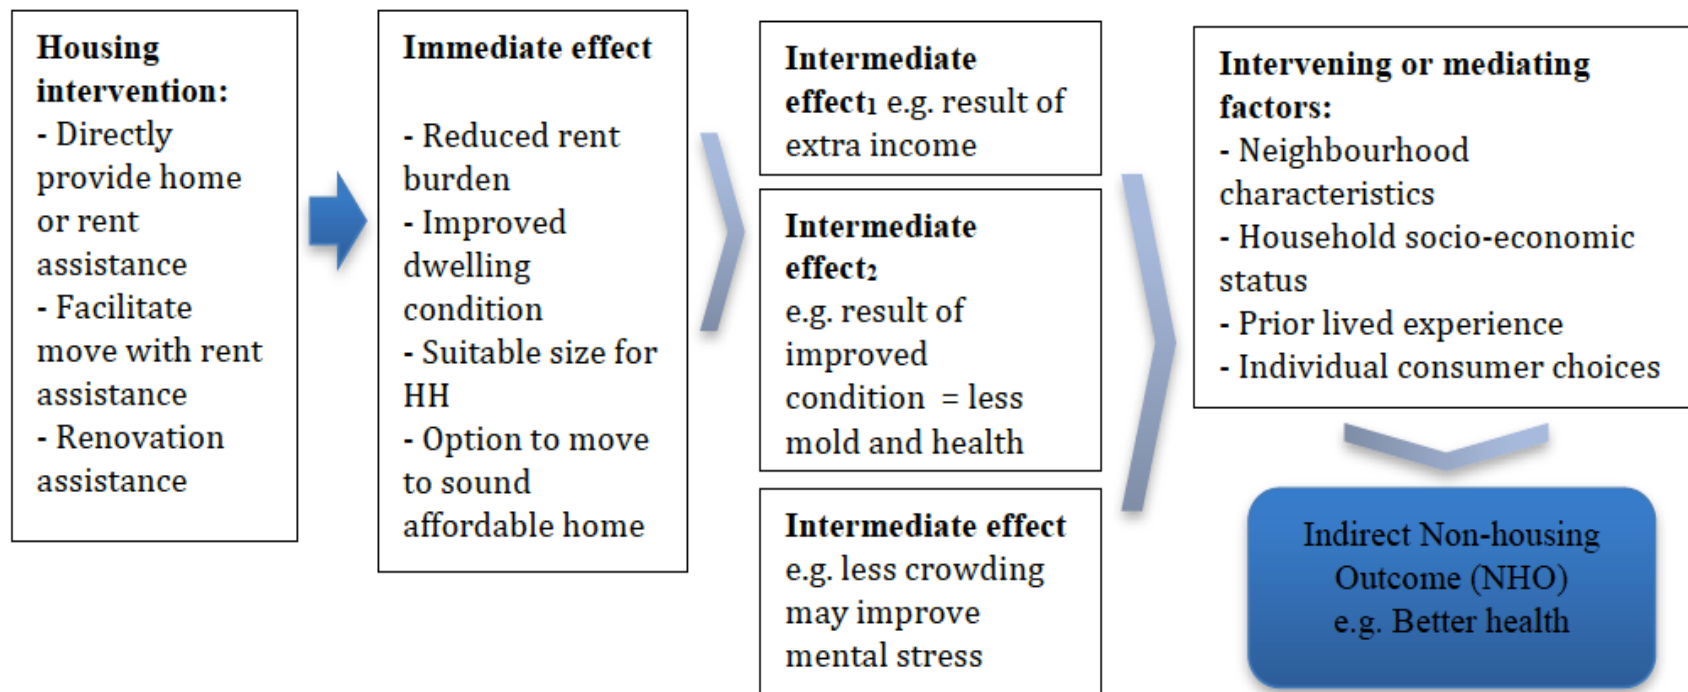 Housing
intervention:
- Directly
provide home
or rent
assistance
- Facilitate
move with rent
assistance
- Renovation
assistance
Immediate effect
- Reduced rent
burden
- Improved
dwelling
condition
- Suitable size for
HH
- Option to move
to sound
affordable home
Intermediate
effect₁ e.g. result of
extra income
Intermediate
effect₂
e.g. result of
improved
condition = less
mold and health
Intermediate effect
e.g. less crowding
may improve
mental stress
Intervening or mediating
factors:
- Neighbourhood
characteristics
- Household socio-economic
status
- Prior lived experience
- Individual consumer choices
Indirect Non-housing
Outcome (NHO)
e.g. Better health